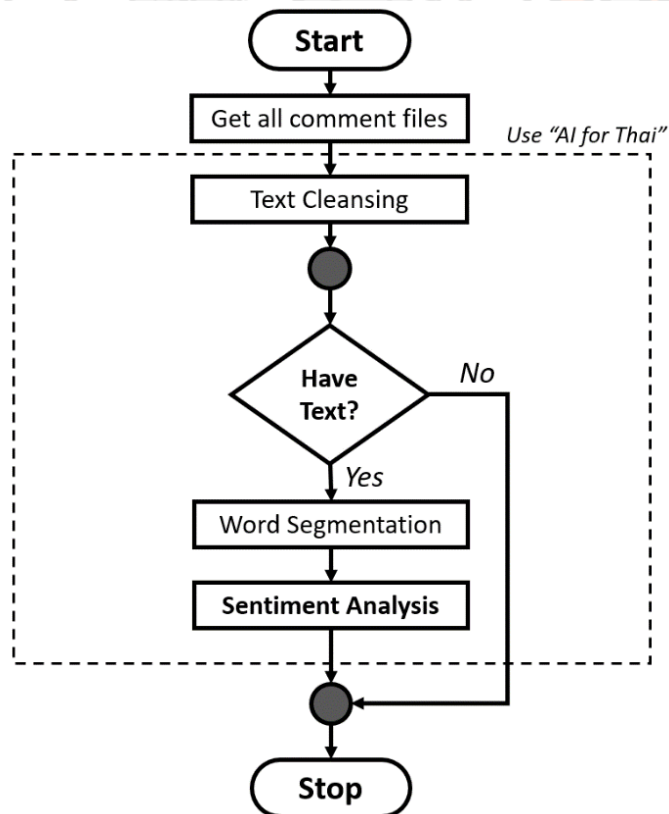 Start
Get all comment files
Use “AI for Thai”
Text Cleansing
Have
Text?
No
Yes
Word Segmentation
Sentiment Analysis
Stop